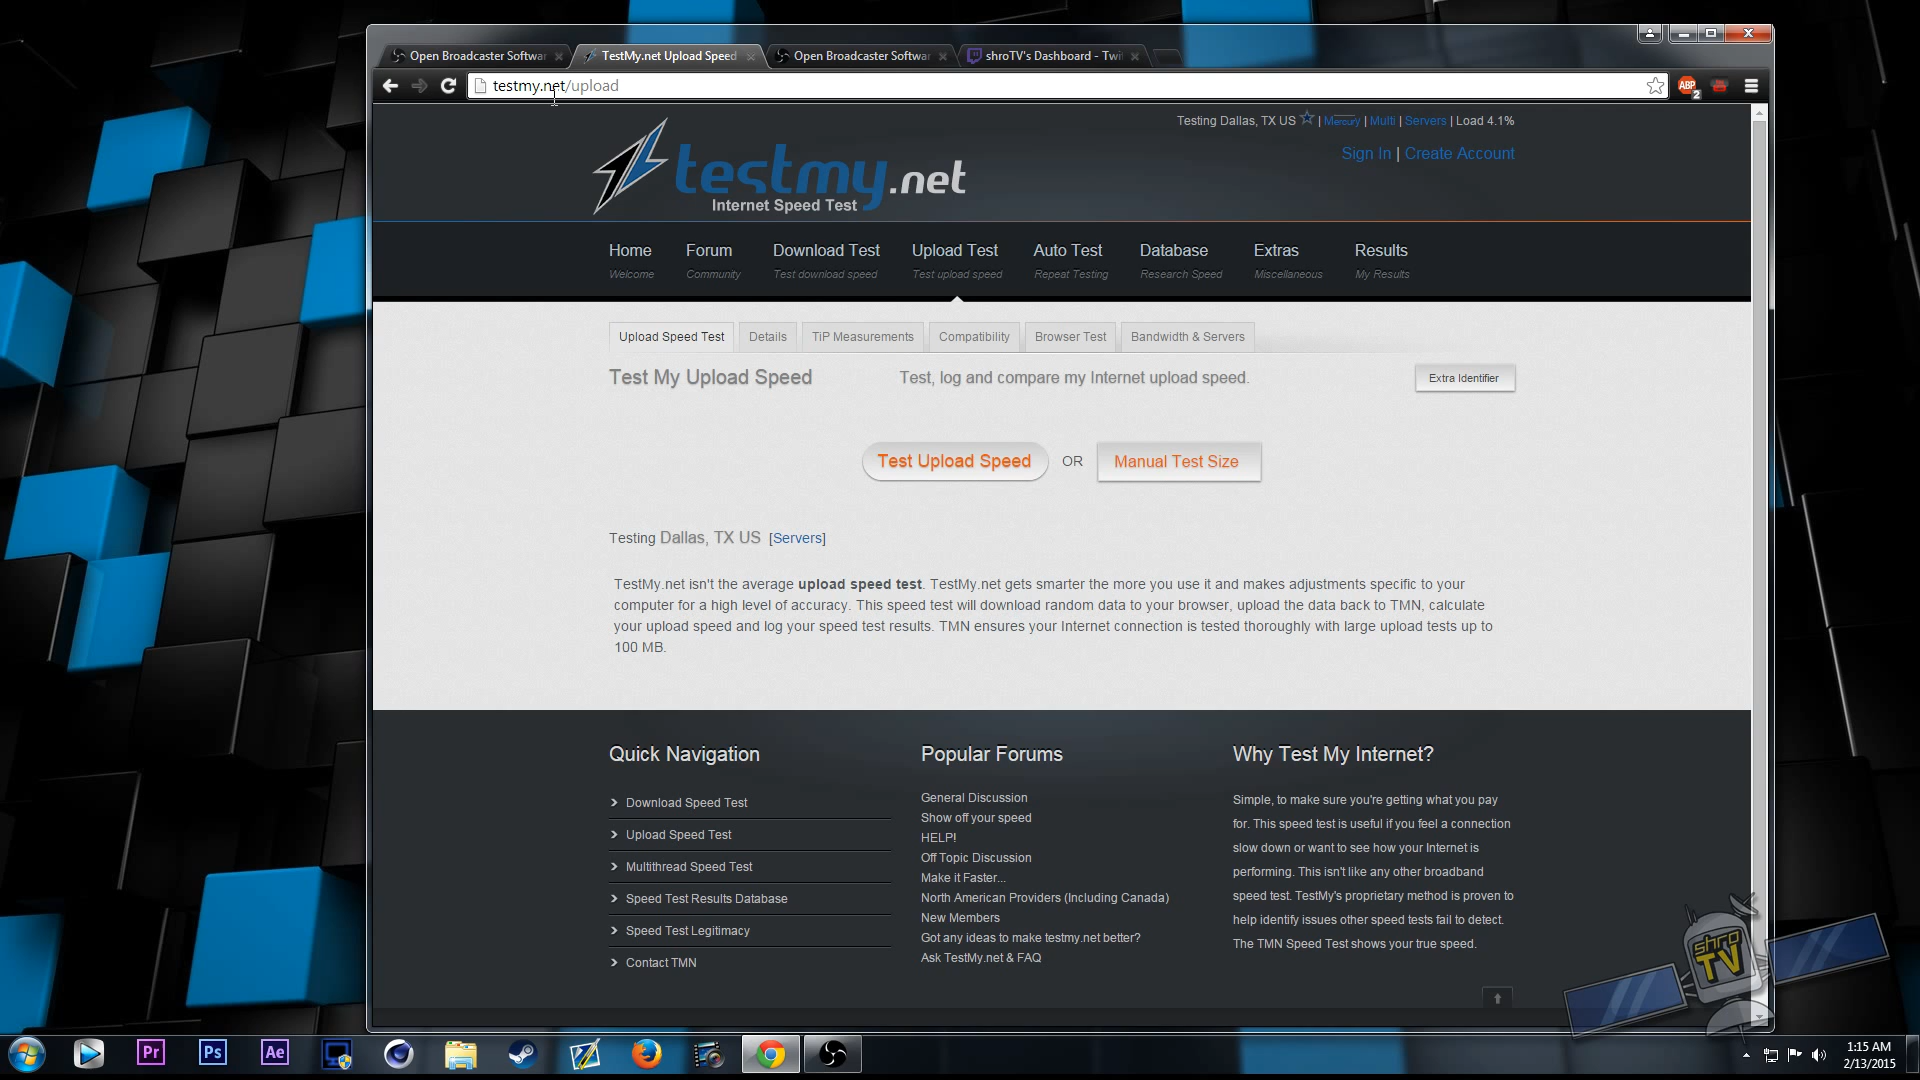 Open Broadcaster Softwar
TestMy.net Upload Speed
Open Broadcaster Softwar
shroTV's Dashboard - Twi
testmy.net/upload
ABP
2
Testing Dallas, TX US | Mercury | Multi | Servers | Load 4.1%
Sign In | Create Account
testmy.net
Internet Speed Test
Home
Forum
Download Test
Upload Test
Auto Test
Database
Extras
Results
Welcome
Community
Test download speed
Test upload speed
Repeat Testing
Research Speed
Miscellaneous
My Results
Upload Speed Test
Details
TiP Measurements
Compatibility
Browser Test
Bandwidth & Servers
Test My Upload Speed
Test, log and compare my Internet upload speed.
Extra Identifier
Test Upload Speed
OR
Manual Test Size
Testing Dallas, TX US [Servers]
TestMy.net isn't the average upload speed test. TestMy.net gets smarter the more you use it and makes adjustments specific to your
computer for a high level of accuracy. This speed test will download random data to your browser, upload the data back to TMN, calculate
your upload speed and log your speed test results. TMN ensures your Internet connection is tested thoroughly with large upload tests up to
100 MB.
Quick Navigation
Download Speed Test
Upload Speed Test
Multithread Speed Test
Speed Test Results Database
Speed Test Legitimacy
Contact TMN
Popular Forums
General Discussion
Show off your speed
HELP!
Off Topic Discussion
Make it Faster...
North American Providers (Including Canada)
New Members
Got any ideas to make testmy.net better?
Ask TestMy.net & FAQ
Why Test My Internet?
Simple, to make sure you're getting what you pay
for. This speed test is useful if you feel a connection
slow down or want to see how your Internet is
performing. This isn't like any other broadband
speed test. TestMy's proprietary method is proven to
help identify issues other speed tests fail to detect.
The TMN Speed Test shows your true speed.
shro
TV
Pr
Ps
Ae
1:15 AM
2/13/2015